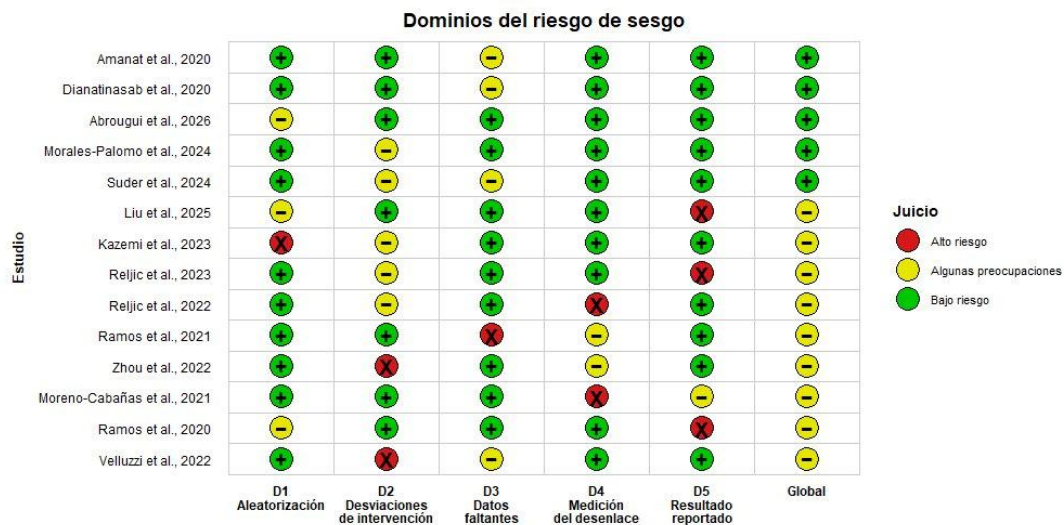 Dominios del riesgo de sesgo
Estudio
Amanat et al., 2020
+ + − + + +
Dianatinasab et al., 2020
+ + − + + +
Abrougui et al., 2026
− + + + + +
Morales-Palomo et al., 2024
+ − + + + +
Suder et al., 2024
+ − − + + +
Liu et al., 2025
− + + + X −
Kazemi et al., 2023
X − + + + −
Reljic et al., 2023
+ − + + X −
Reljic et al., 2022
+ − + X + −
Ramos et al., 2021
+ + X − + −
Zhou et al., 2022
+ X + − + −
Moreno-Cabañas et al., 2021
+ + + X − −
Ramos et al., 2020
− + + + X −
Velluzzi et al., 2022
+ X − + + −
D1
Aleatorización
D2
Desviaciones
de intervención
D3
Datos
faltantes
D4
Medición
del desenlace
D5
Resultado
reportado
Global
Juicio
X Alto riesgo
− Algunas preocupaciones
+ Bajo riesgo